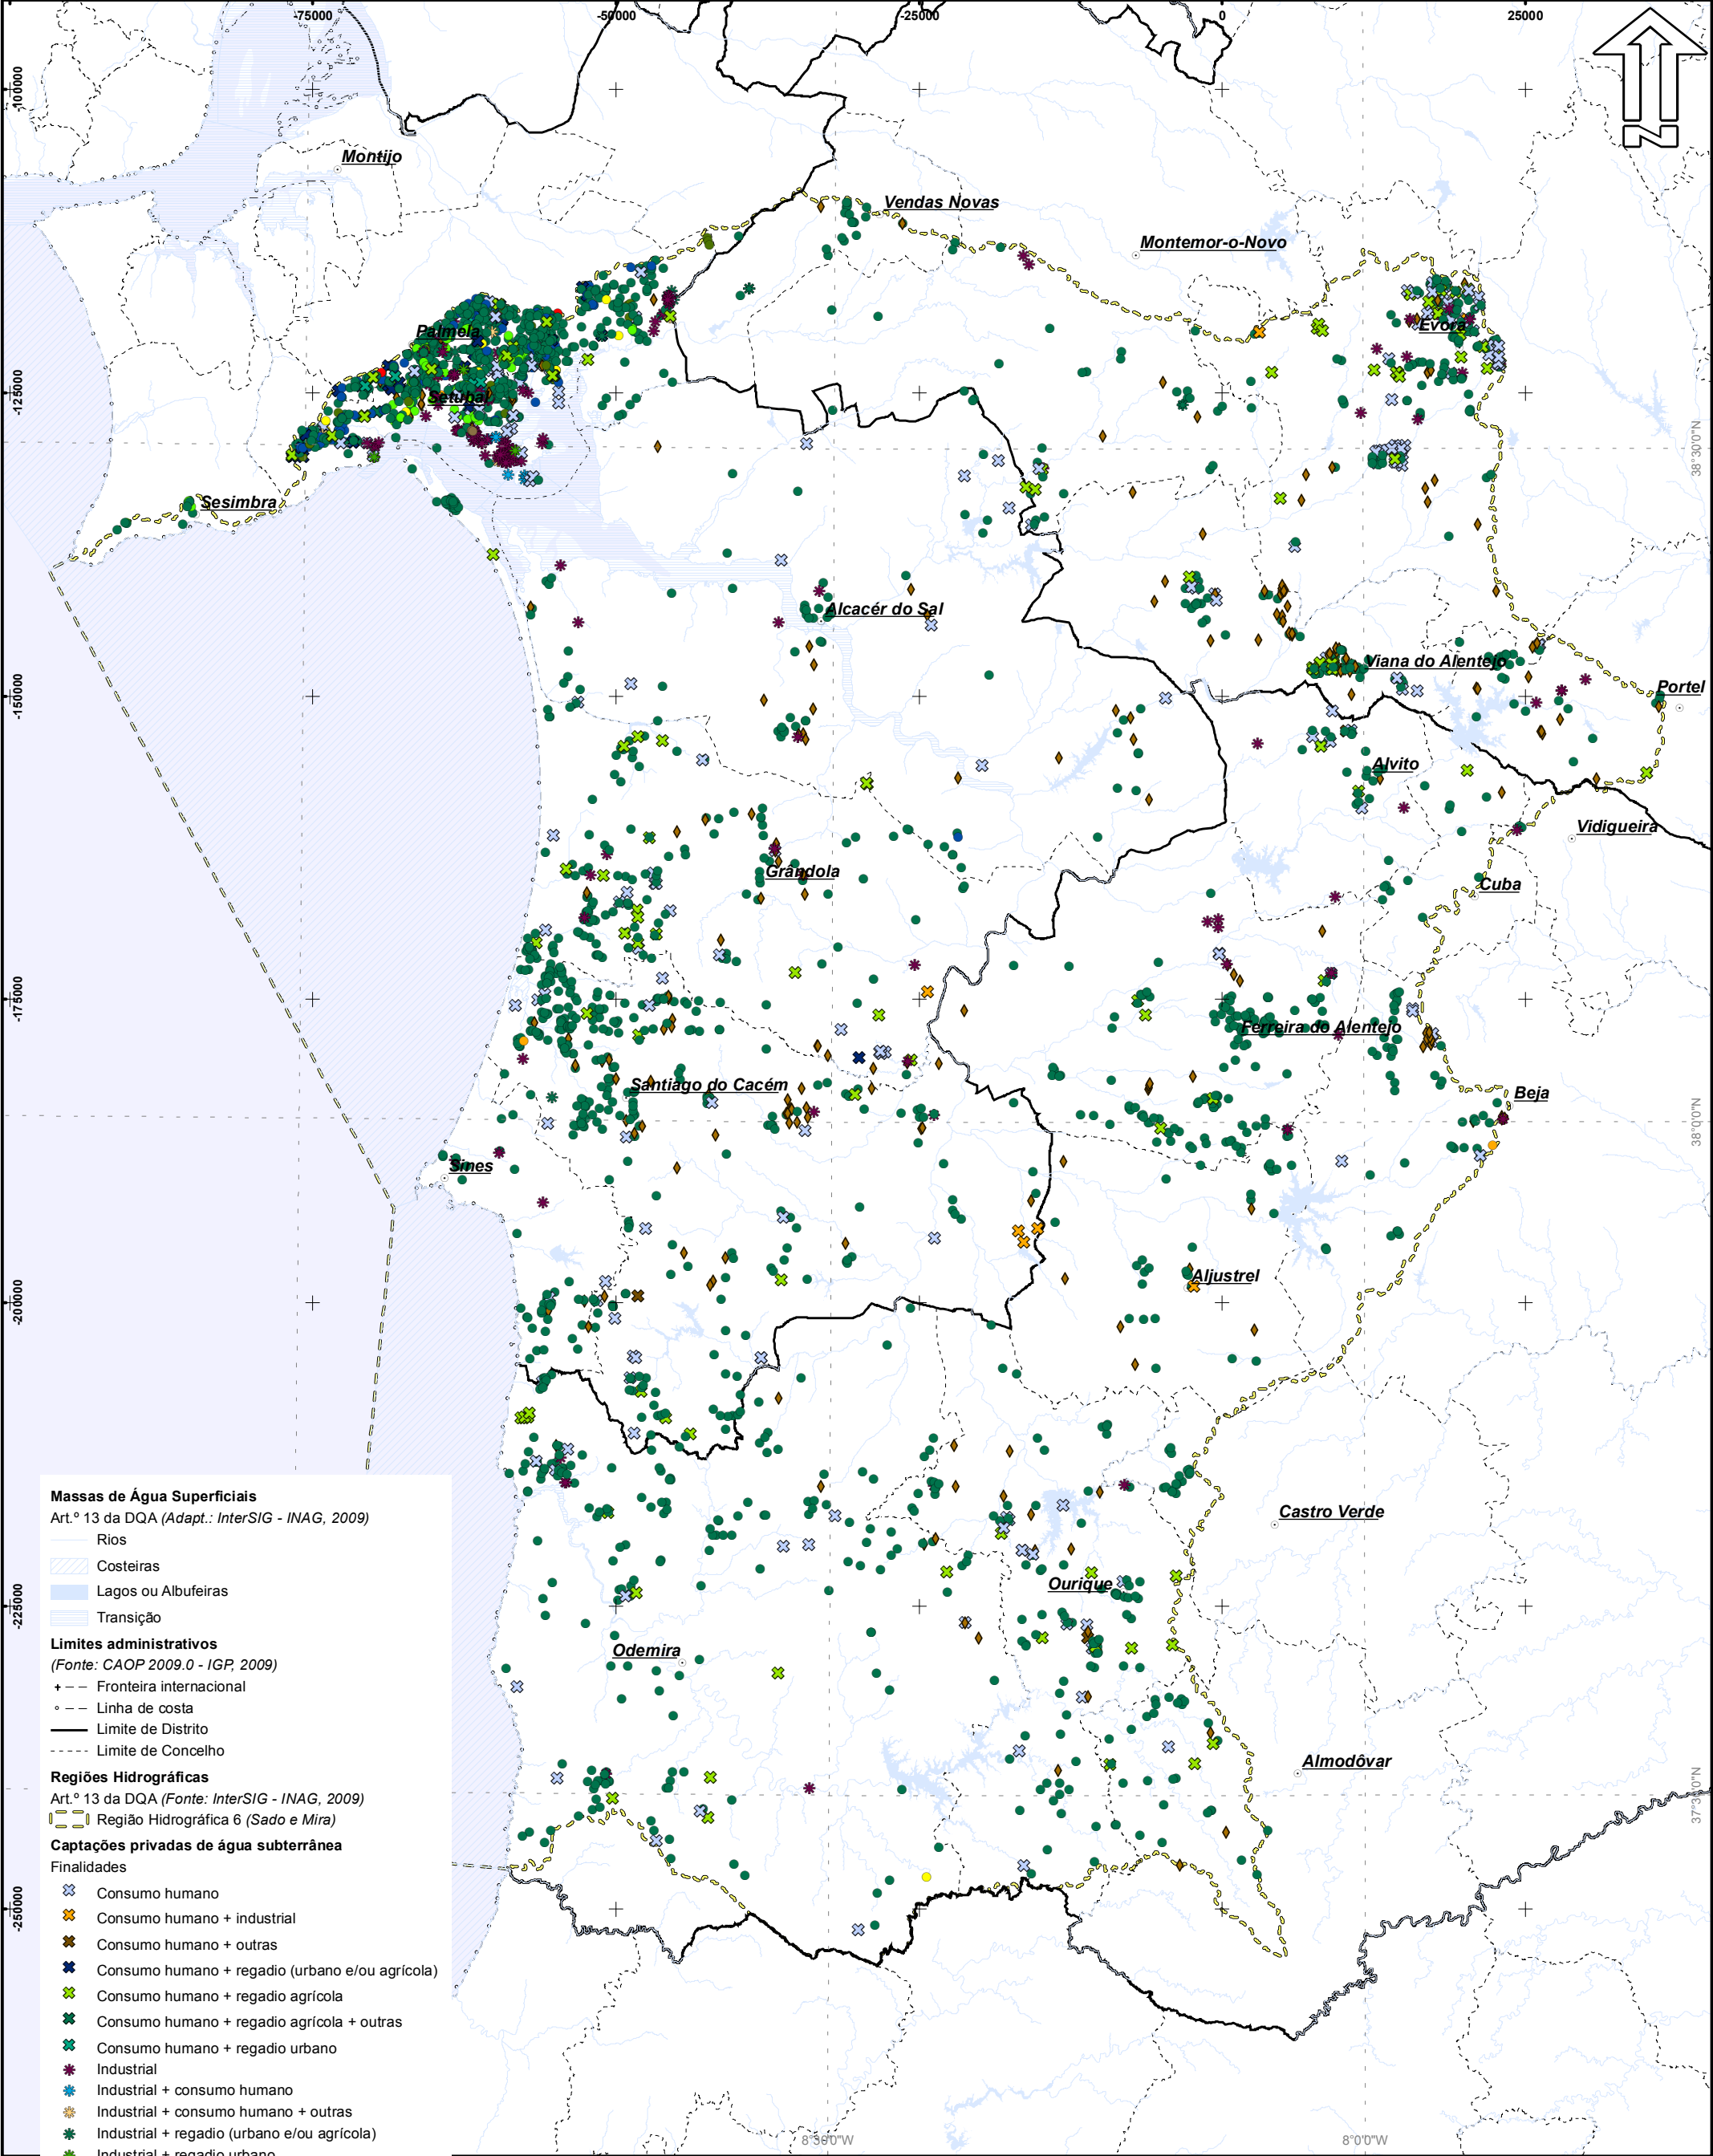 -75000
-50000
-25000
0
25000
N
-100000
Montijo
Vendas Novas
Montemor-o-Novo
Palmela
Évora
-125000
Setúbal
38°30'0"N
Sesimbra
Alcacér do Sal
Viana do Alentejo
-150000
Portel
Alvito
Vidigueira
Grândola
Cuba
-175000
Ferreira do Alentejo
Santiago do Cacém
Beja
38°0'0"N
Sines
Aljustrel
-200000
Castro Verde
Ourique
-225000
Odemira
Almodôvar
37°30'0"N
-250000
Massas de Água Superficiais
Art.º 13 da DQA (Adapt.: InterSIG - INAG, 2009)
Rios
Costeiras
Lagos ou Albufeiras
Transição
Limites administrativos
(Fonte: CAOP 2009.0 - IGP, 2009)
Fronteira internacional
Linha de costa
Limite de Distrito
Limite de Concelho
Regiões Hidrográficas
Art.º 13 da DQA (Fonte: InterSIG - INAG, 2009)
Região Hidrográfica 6 (Sado e Mira)
Captações privadas de água subterrânea
Finalidades
Consumo humano
Consumo humano + industrial
Consumo humano + outras
Consumo humano + regadio (urbano e/ou agrícola)
Consumo humano + regadio agrícola
Consumo humano + regadio agrícola + outras
Consumo humano + regadio urbano
Industrial
Industrial + consumo humano
Industrial + consumo humano + outras
Industrial + regadio (urbano e/ou agrícola)
Industrial + regadio urbano
8°30'0"W
8°0'0"W